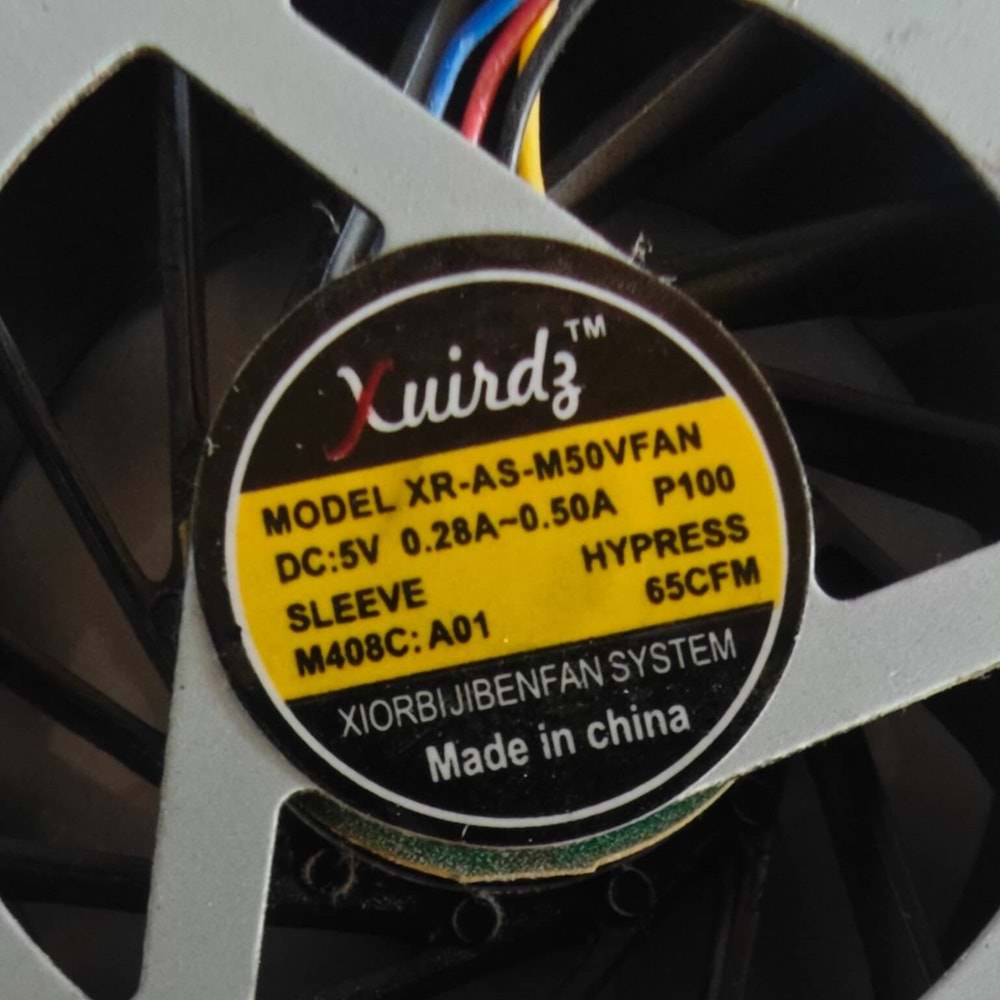 Xuirdz™
MODEL XR-AS-M50VFAN
DC:5V 0.28A~0.50A P100
SLEEVE HYPRESS
M408C: A01 65CFM
XIORBIJIBENFAN SYSTEM
Made in china